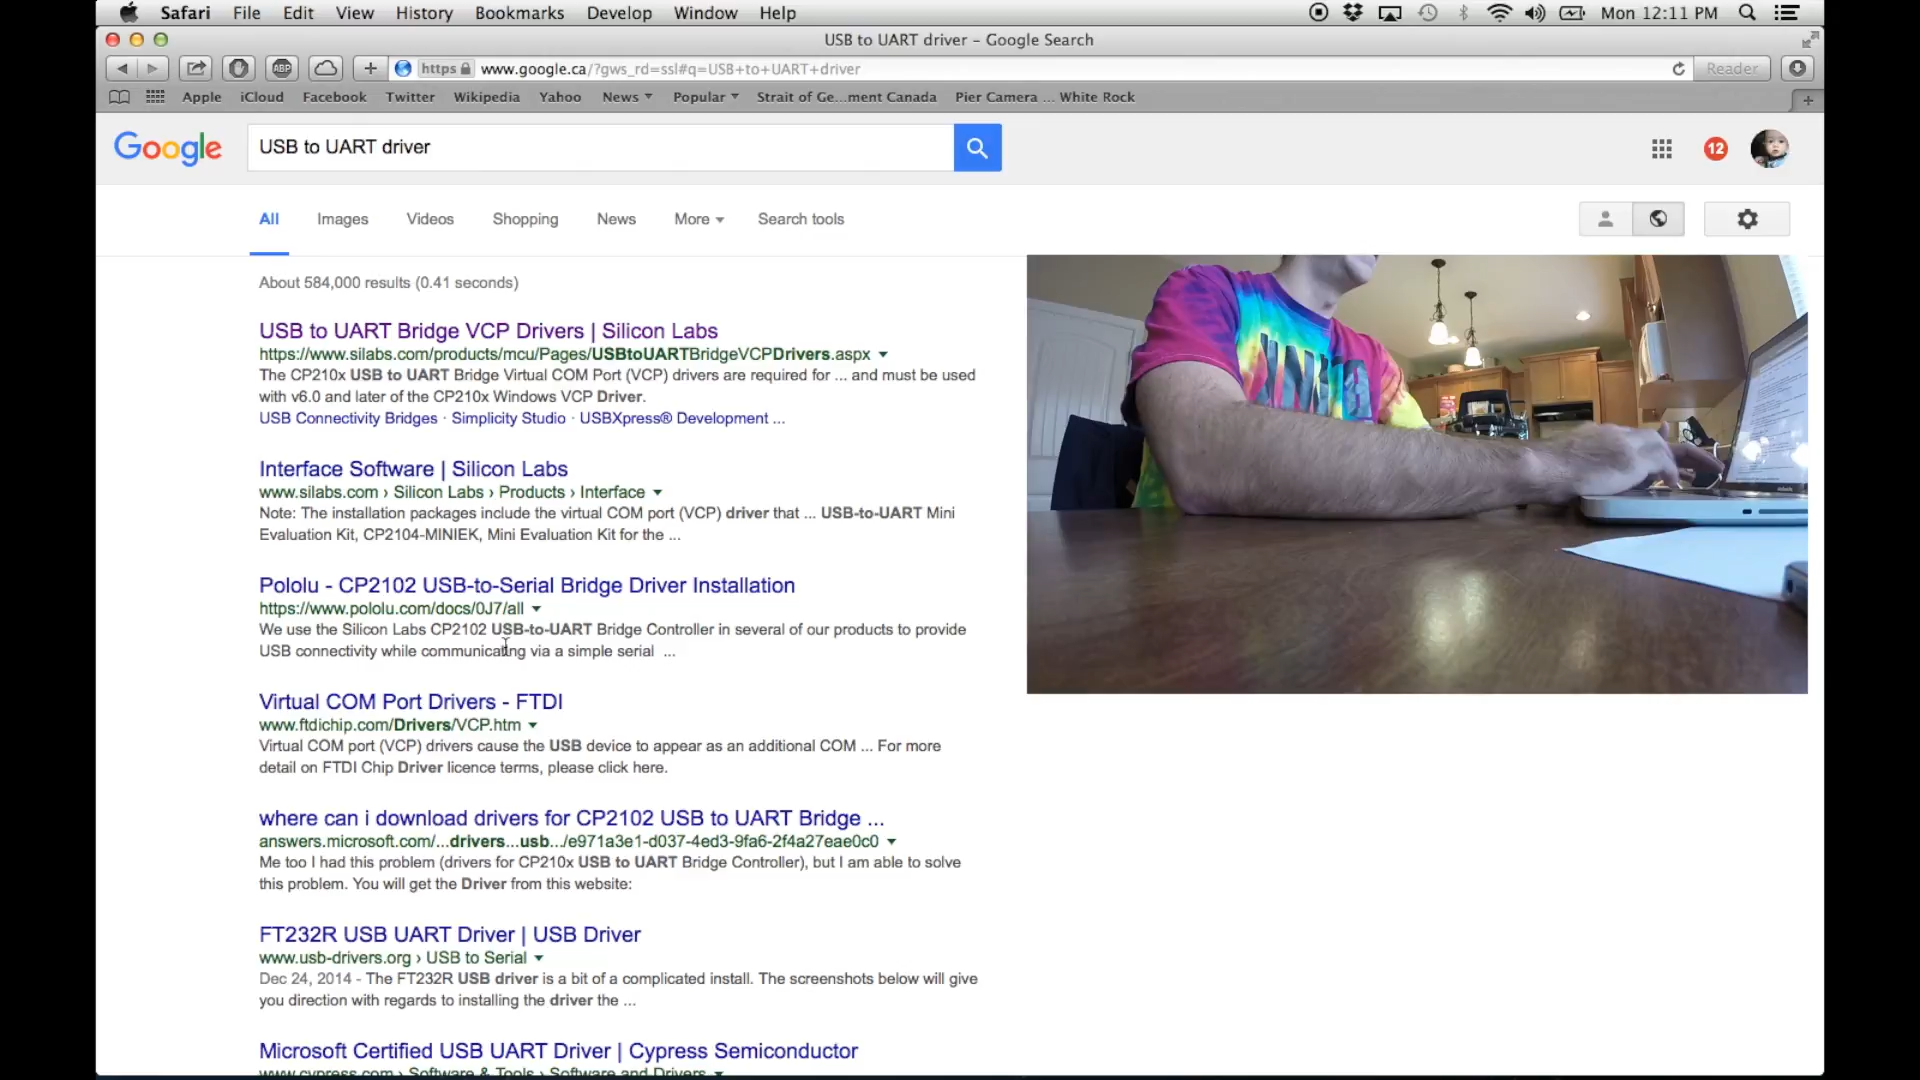 Safari File Edit View History Bookmarks Develop Window Help Mon 12:11 PM
USB to UART driver – Google Search
ABP + https www.google.ca/?gws_rd=ssl#q=USB+to+UART+driver Reader
Apple iCloud Facebook Twitter Wikipedia Yahoo News Popular Strait of Ge...ment Canada Pier Camera ... White Rock +
Google USB to UART driver 12
All Images Videos Shopping News More Search tools
About 584,000 results (0.41 seconds)
USB to UART Bridge VCP Drivers | Silicon Labs
https://www.silabs.com/products/mcu/Pages/USBtoUARTBridgeVCPDrivers.aspx
The CP210x USB to UART Bridge Virtual COM Port (VCP) drivers are required for ... and must be used
with v6.0 and later of the CP210x Windows VCP Driver.
USB Connectivity Bridges · Simplicity Studio · USBXpress® Development ...
Interface Software | Silicon Labs
www.silabs.com › Silicon Labs › Products › Interface
Note: The installation packages include the virtual COM port (VCP) driver that ... USB-to-UART Mini
Evaluation Kit, CP2104-MINIEK, Mini Evaluation Kit for the ...
Pololu - CP2102 USB-to-Serial Bridge Driver Installation
https://www.pololu.com/docs/0J7/all
We use the Silicon Labs CP2102 USB-to-UART Bridge Controller in several of our products to provide
USB connectivity while communicating via a simple serial ...
Virtual COM Port Drivers - FTDI
www.ftdichip.com/Drivers/VCP.htm
Virtual COM port (VCP) drivers cause the USB device to appear as an additional COM ... For more
detail on FTDI Chip Driver licence terms, please click here.
where can i download drivers for CP2102 USB to UART Bridge ...
answers.microsoft.com/...drivers...usb.../e971a3e1-d037-4ed3-9fa6-2f4a27eae0c0
Me too I had this problem (drivers for CP210x USB to UART Bridge Controller), but I am able to solve
this problem. You will get the Driver from this website:
FT232R USB UART Driver | USB Driver
www.usb-drivers.org › USB to Serial
Dec 24, 2014 - The FT232R USB driver is a bit of a complicated install. The screenshots below will give
you direction with regards to installing the driver the ...
Microsoft Certified USB UART Driver | Cypress Semiconductor
www.cypress.com › Software & Tools › Software and Drivers